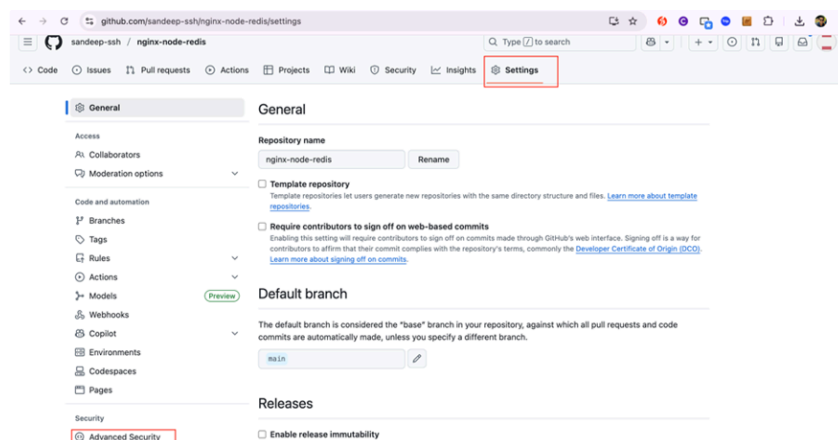 github.com/sandeep-ssh/nginx-node-redis/settings
sandeep-ssh / nginx-node-redis
Type / to search
Code Issues Pull requests Actions Projects Wiki Security Insights Settings
General
Access
Collaborators
Moderation options
Code and automation
Branches
Tags
Rules
Actions
Models Preview
Webhooks
Copilot
Environments
Codespaces
Pages
Security
Advanced Security
General
Repository name
nginx-node-redis Rename
Template repository
Template repositories let users generate new repositories with the same directory structure and files. Learn more about template
repositories.
Require contributors to sign off on web-based commits
Enabling this setting will require contributors to sign off on commits made through GitHub's web interface. Signing off is a way for
contributors to affirm that their commit complies with the repository's terms, commonly the Developer Certificate of Origin (DCO).
Learn more about signing off on commits.
Default branch
The default branch is considered the "base" branch in your repository, against which all pull requests and code
commits are automatically made, unless you specify a different branch.
main
Releases
Enable release immutability